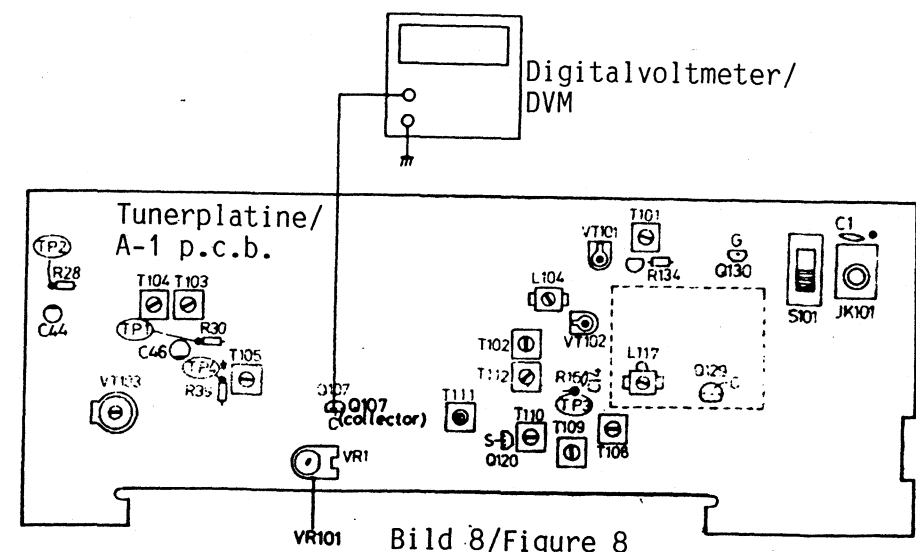 Digitalvoltmeter/
DVM
Tunerplatine/
A-1 p.c.b.
TP2
R28
C44
T104 T103
TP1
R30
C46
TP4
T105
R39
VT103
Q107
Q107
C (collector)
VR1
VR101
T111
L104
VT101
T101
R134
G
Q130
C1
S101
JK101
VT102
T102
T112
L117
Q129
G
TP3
S
Q120
T110
T109
T108
Bild 8/Figure 8